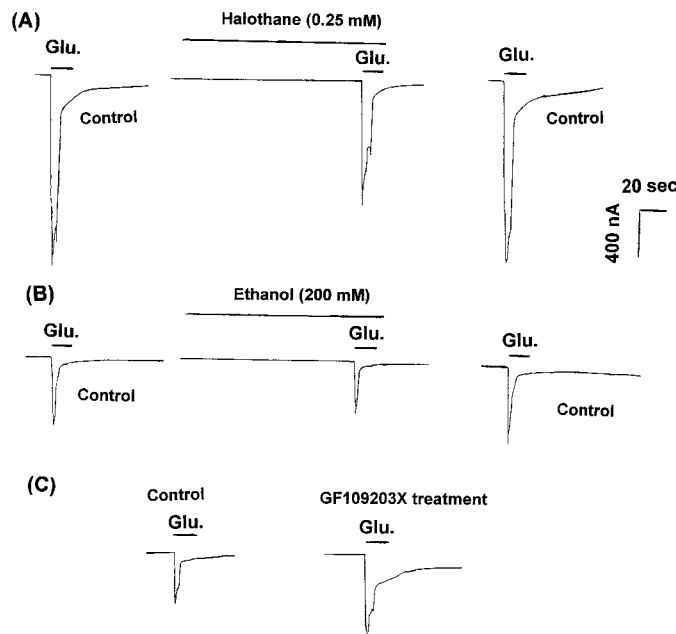 (A)
Halothane (0.25 mM)
Glu.
Glu.
Glu.
Control
Control
20 sec
400 nA
(B)
Ethanol (200 mM)
Glu.
Glu.
Glu.
Control
Control
(C)
Control
GF109203X treatment
Glu.
Glu.